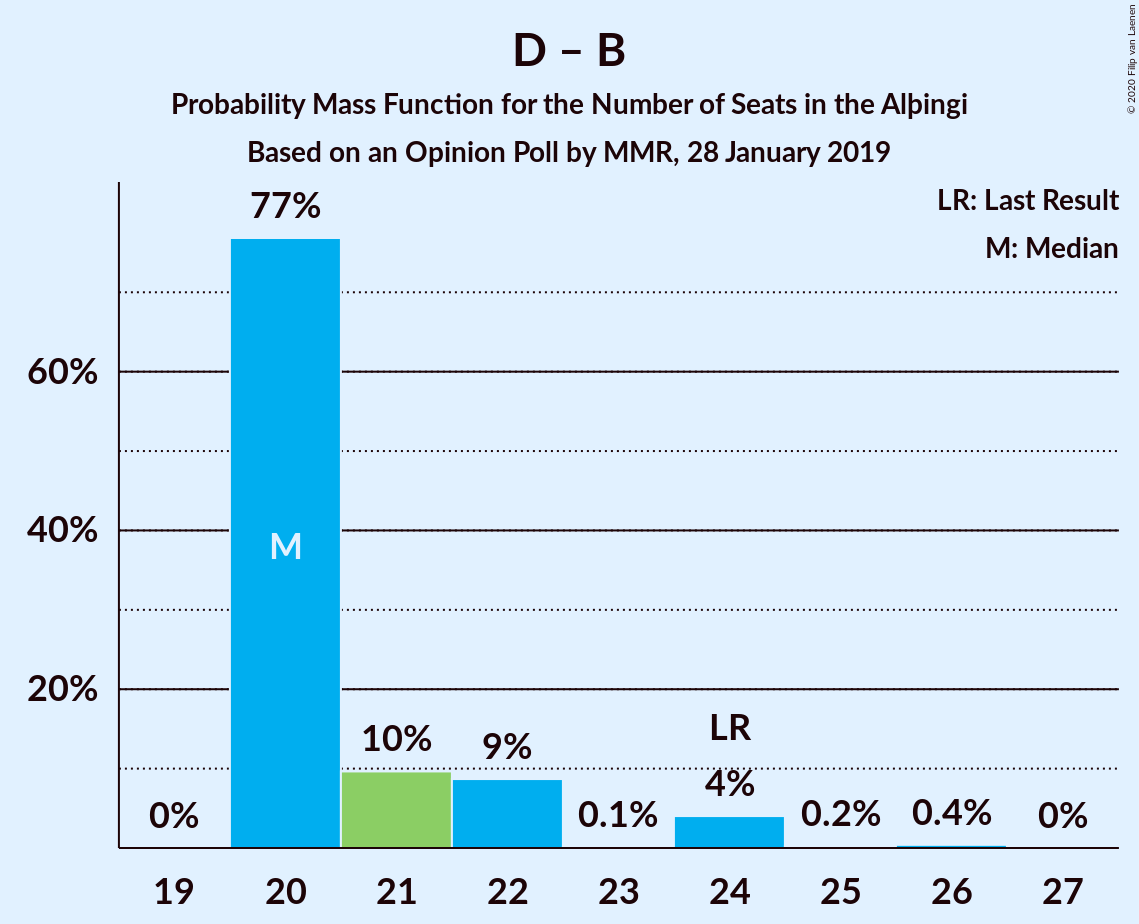 D – B
Probability Mass Function for the Number of Seats in the Alþingi
Based on an Opinion Poll by MMR, 28 January 2019
© 2020 Filip van Laenen
LR: Last Result
M: Median
77%
60%
M
40%
20%
LR
10%
9%
4%
0%
0.1%
0.2%
0.4%
0%
19 20 21 22 23 24 25 26 27